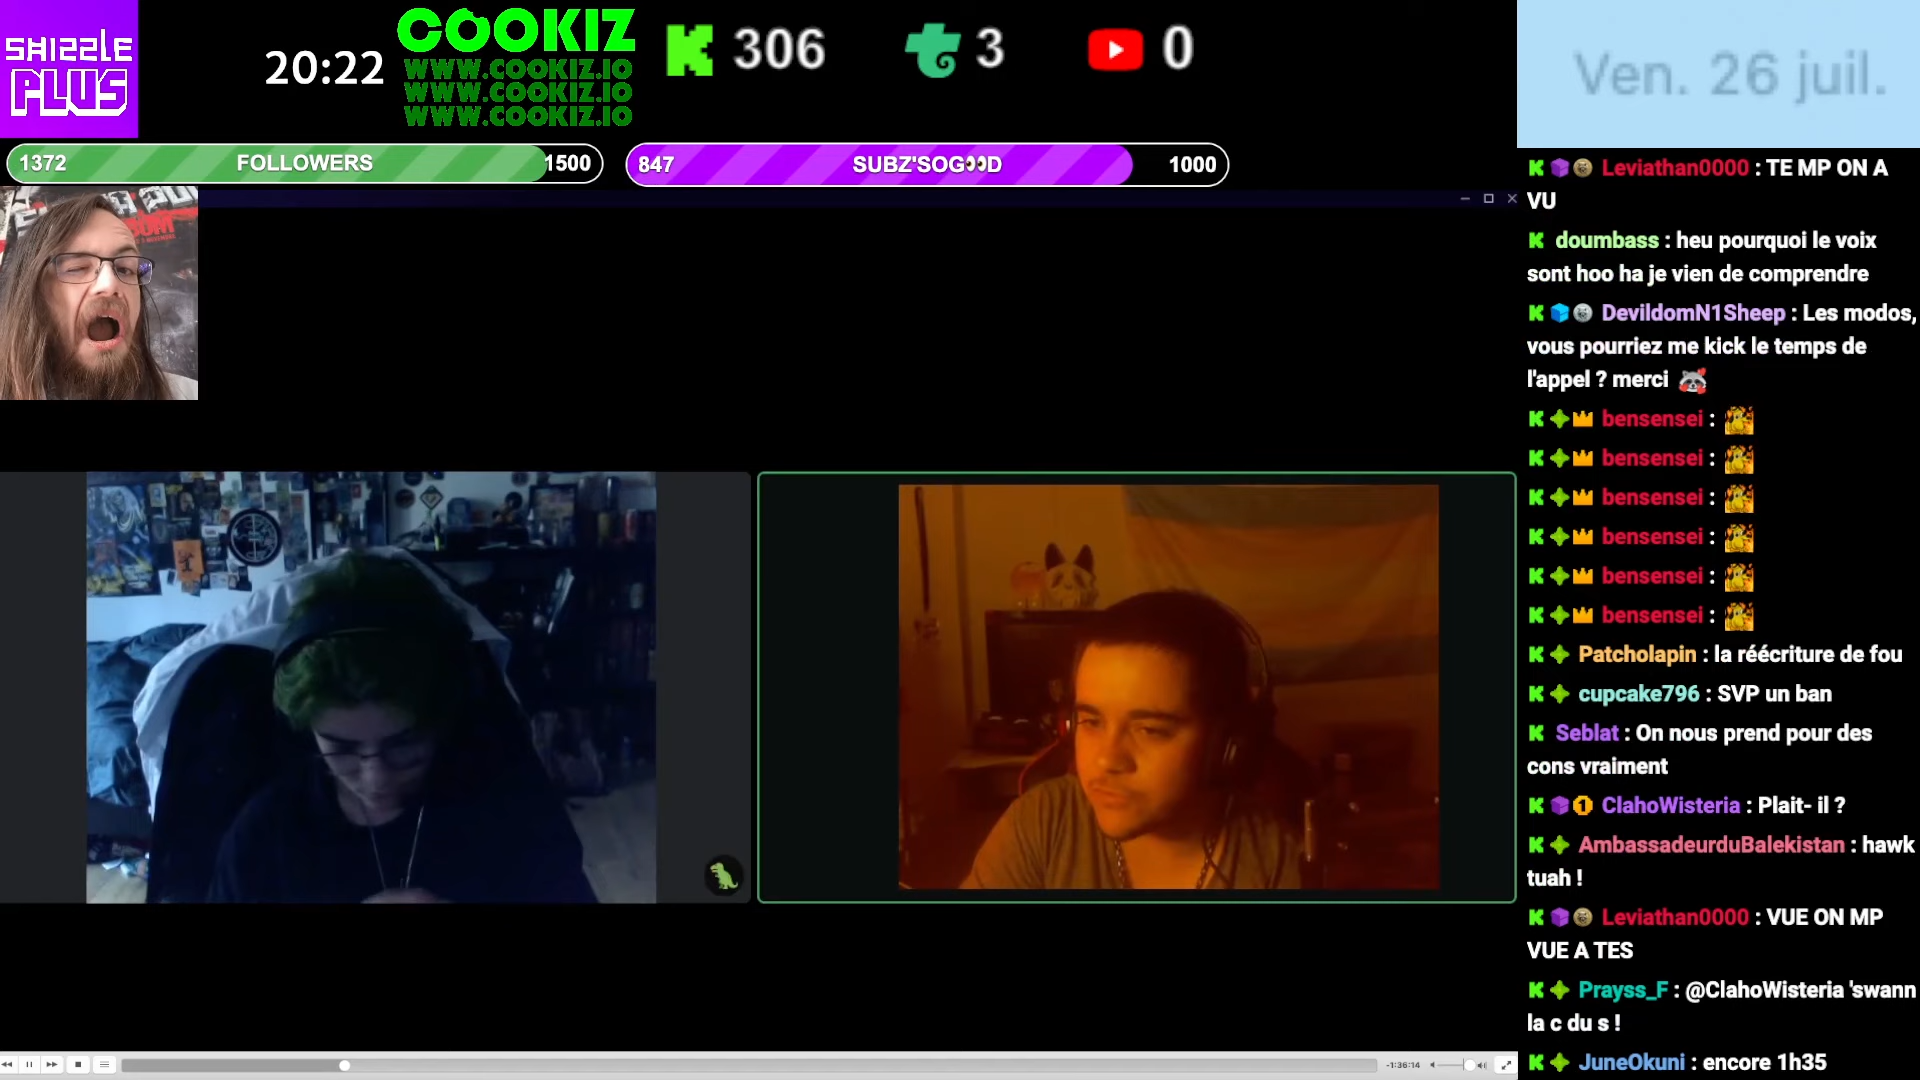 SHIZZLE
PLUS
20:22
COOKIZ
WWW.COOKIZ.IO
WWW.COOKIZ.IO
WWW.COOKIZ.IO
306
3
0
Ven. 26 juil.
1372 FOLLOWERS 1500
847 SUBZ'SOG👀D 1000
Leviathan0000 : TE MP ON A
VU
doumbass : heu pourquoi le voix
sont hoo ha je vien de comprendre
DevildomN1Sheep : Les modos,
vous pourriez me kick le temps de
l'appel ? merci
bensensei :
bensensei :
bensensei :
bensensei :
bensensei :
bensensei :
Patcholapin : la réécriture de fou
cupcake796 : SVP un ban
Seblat : On nous prend pour des
cons vraiment
ClahoWisteria : Plait- il ?
AmbassadeurduBalekistan : hawk
tuah !
Leviathan0000 : VUE ON MP
VUE A TES
Prayss_F : @ClahoWisteria 'swann
la c du s !
JuneOkuni : encore 1h35
-1:36:14